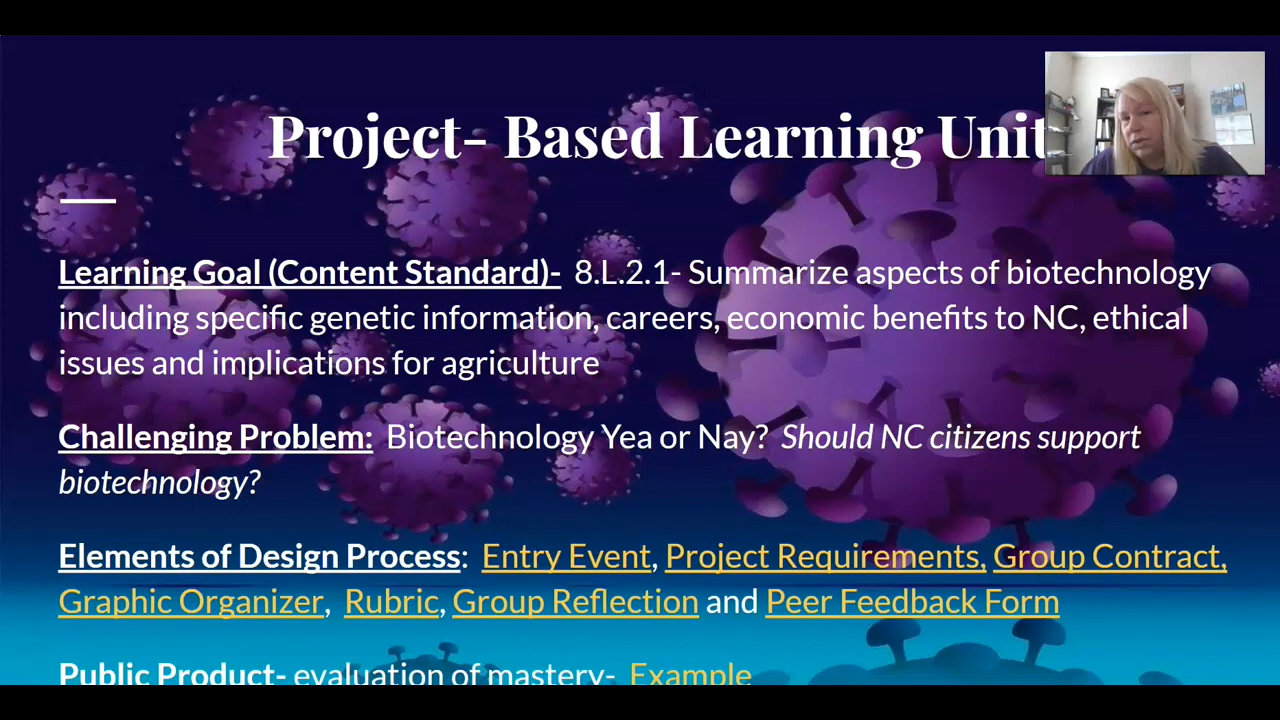 Project- Based Learning Unit
Learning Goal (Content Standard)- 8.L.2.1- Summarize aspects of biotechnology
including specific genetic information, careers, economic benefits to NC, ethical
issues and implications for agriculture
Challenging Problem: Biotechnology Yea or Nay? Should NC citizens support
biotechnology?
Elements of Design Process: Entry Event, Project Requirements, Group Contract,
Graphic Organizer, Rubric, Group Reflection and Peer Feedback Form
Public Product- evaluation of mastery- Example